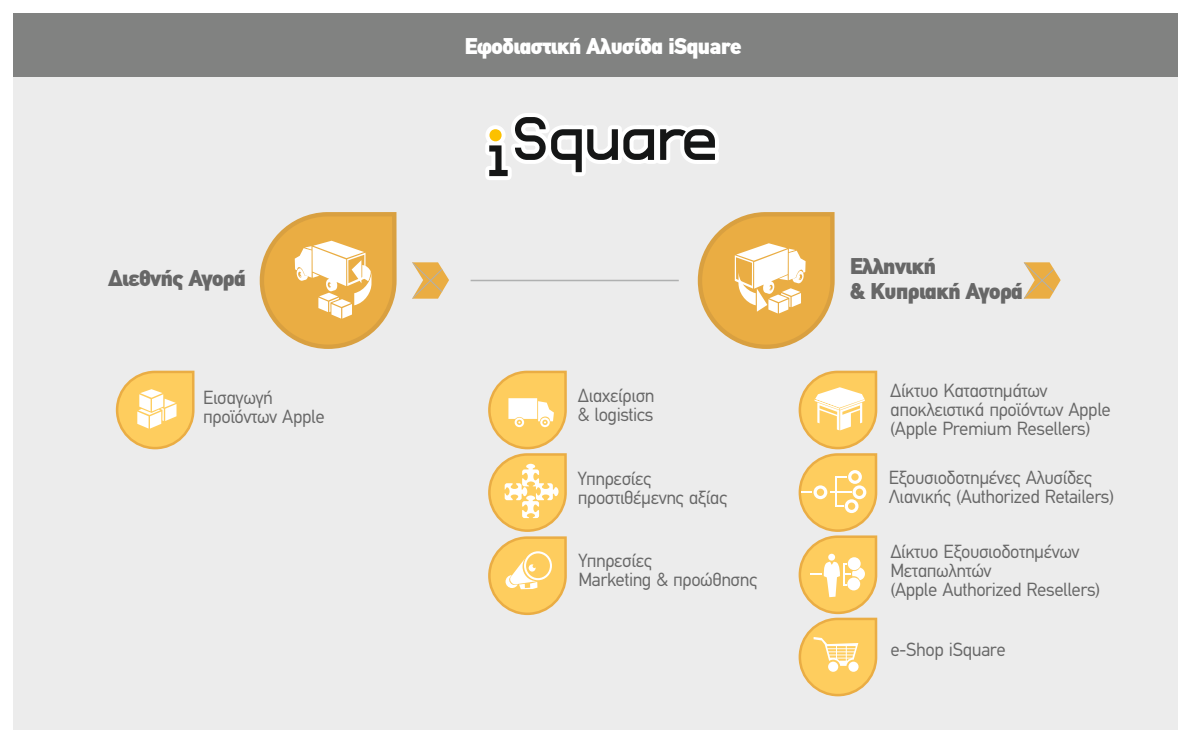 Εφοδιαστική Αλυσίδα iSquare
iSquare
Διεθνής Αγορά
Ελληνική
& Κυπριακή Αγορά
Εισαγωγή
προϊόντων Apple
Διαχείριση
& logistics
Υπηρεσίες
προστιθέμενης αξίας
Υπηρεσίες
Marketing & προώθησης
Δίκτυο Καταστημάτων
αποκλειστικά προϊόντων Apple
(Apple Premium Resellers)
Εξουσιοδοτημένες Αλυσίδες
Λιανικής (Authorized Retailers)
Δίκτυο Εξουσιοδοτημένων
Μεταπωλητών
(Apple Authorized Resellers)
e-Shop iSquare